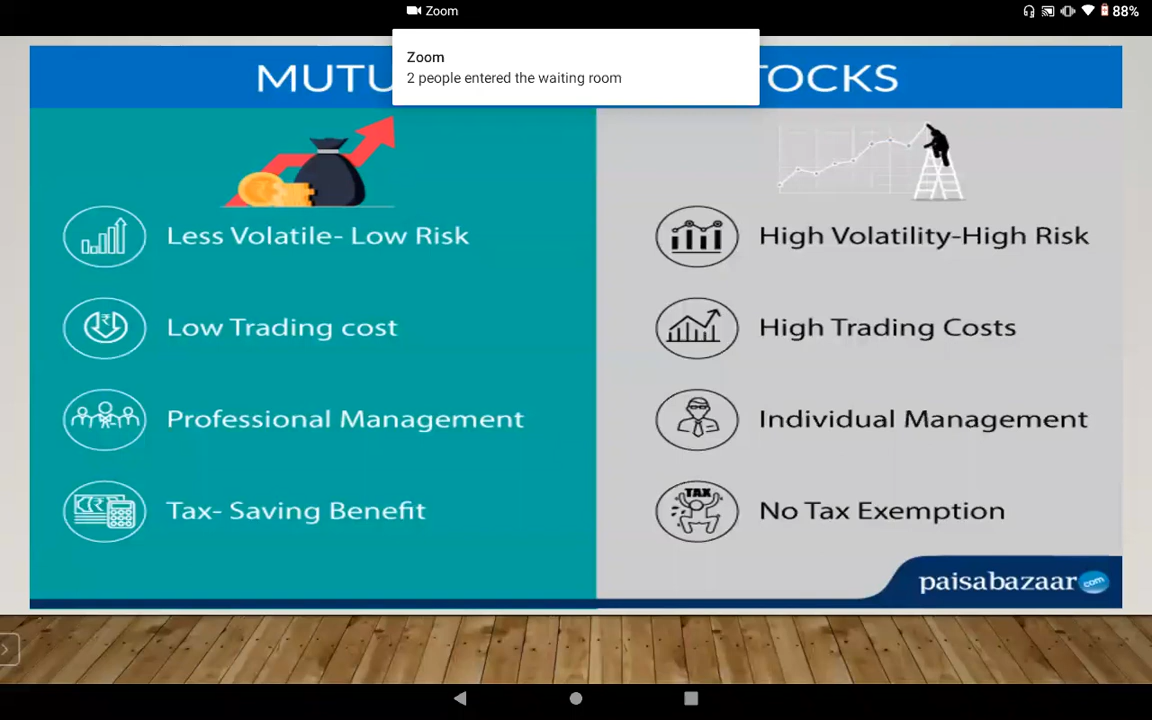 Zoom
88%
Zoom
2 people entered the waiting room
MUTU TOCKS
Less Volatile- Low Risk
High Volatility-High Risk
Low Trading cost
High Trading Costs
Professional Management
Individual Management
Tax- Saving Benefit
TAX
No Tax Exemption
paisabazaar.com